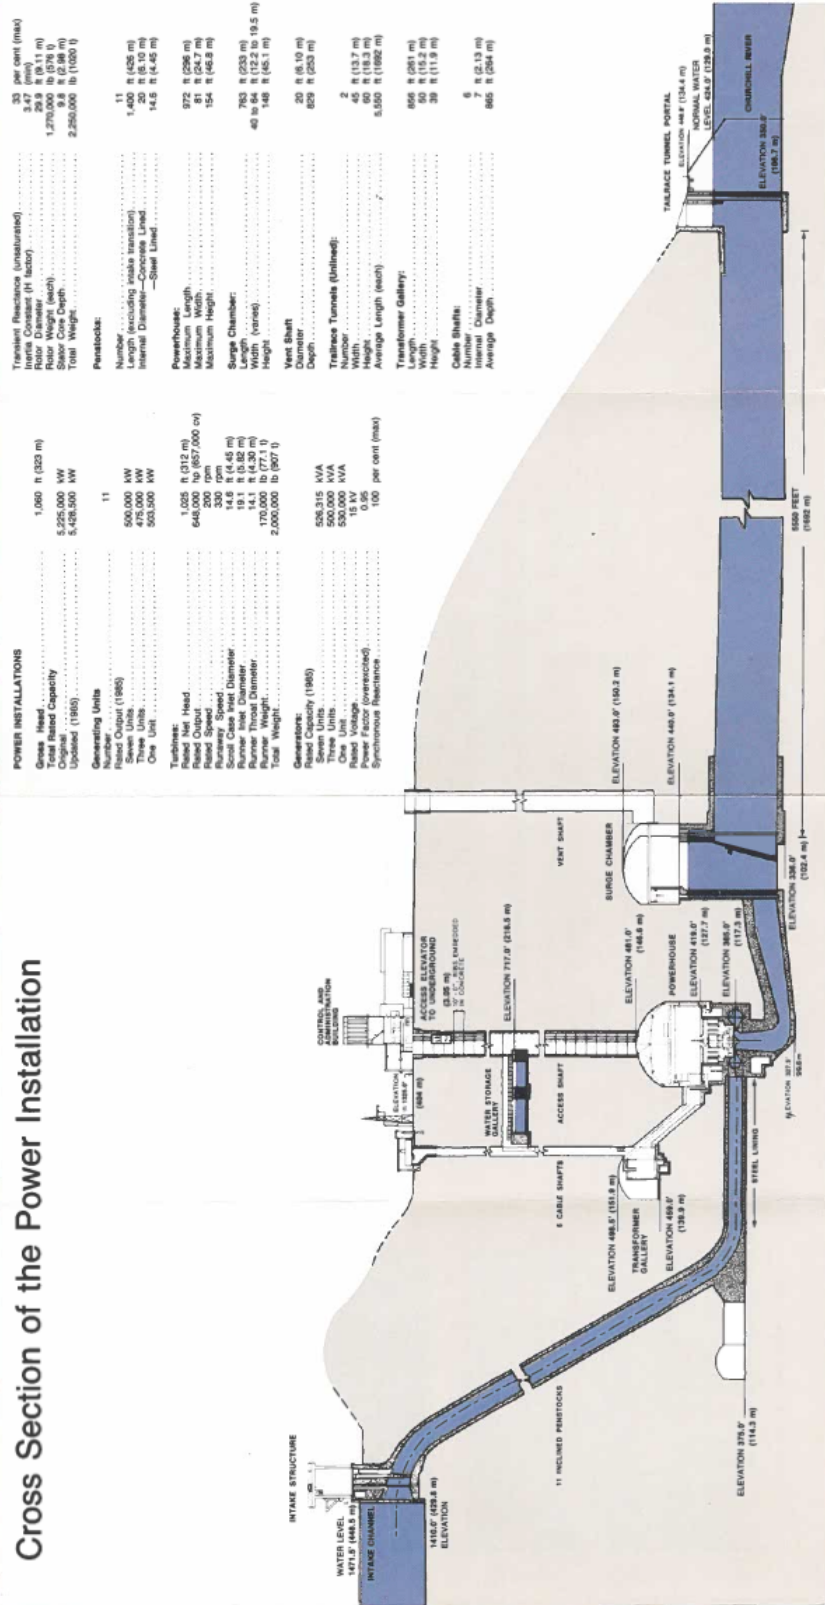 Cross Section of the Power Installation
POWER INSTALLATIONS
Gross Head 1,060 ft (323 m)
Total Rated Capacity
Original 5,225,000 kW
Updated (1985) 5,428,500 kW
Generating Units
Number 11
Rated Output (1985)
Seven Units 500,000 kW
Three Units 475,000 kW
One Unit 503,500 kW
Turbines:
Rated Net Head 1,025 ft (312 m)
Rated Output 648,000 hp (657,000 cv)
Rated Speed 200 rpm
Runaway Speed 330 rpm
Scroll Case Inlet Diameter 14.6 ft (4.45 m)
Runner Inlet Diameter 19.1 ft (5.82 m)
Runner Throat Diameter 14.1 ft (4.30 m)
Runner Weight 170,000 lb (77.1 t)
Total Weight 2,000,000 lb (907 t)
Generators:
Rated Capacity (1985)
Seven Units 526,315 kVA
Three Units 500,000 kVA
One Unit 530,000 kVA
Rated Voltage 15 kV
Power Factor (overexcited) 0.95
Synchronous Reactance 100 per cent (max)
Transient Reactance (unsaturated) 33 per cent (max)
Inertia Constant (H factor) 3.47 (min)
Rotor Diameter 29.9 ft (9.11 m)
Rotor Weight (each) 1,270,000 lb (576 t)
Stator Core Depth 9.8 ft (2.98 m)
Total Weight 2,250,000 lb (1020 t)
Penstocks:
Number 11
Length (excluding intake transition) 1,400 ft (426 m)
Internal Diameter—Concrete Lined 20 ft (6.10 m)
—Steel Lined 14.6 ft (4.45 m)
Powerhouse:
Maximum Length 972 ft (296 m)
Maximum Width 81 ft (24.7 m)
Maximum Height 154 ft (46.8 m)
Surge Chamber:
Length 763 ft (233 m)
Width (varies) 40 to 64 ft (12.2 to 19.5 m)
Height 148 ft (45.1 m)
Vent Shaft
Diameter 20 ft (6.10 m)
Depth 829 ft (253 m)
Trailrace Tunnels (Unlined):
Number 2
Width 45 ft (13.7 m)
Height 60 ft (18.3 m)
Average Length (each) 5,550 ft (1692 m)
Transformer Gallery:
Length 856 ft (261 m)
Width 50 ft (15.2 m)
Height 39 ft (11.9 m)
Cable Shafts:
Number 6
Internal Diameter 7 ft (2.13 m)
Average Depth 865 ft (264 m)
INTAKE STRUCTURE
WATER LEVEL
1471.5' (448.5 m)
INTAKE CHANNEL
1410.0' (429.8 m)
ELEVATION
11 INCLINED PENSTOCKS
ELEVATION 375.0'
(114.3 m)
CONTROL AND
ADMINISTRATION
BUILDING
ELEVATION
ACCESS ELEVATOR
TO UNDERGROUND
(3.05 m)
EMBEDDED
IN CONCRETE
WATER STORAGE
GALLERY
ELEVATION 717.0' (218.5 m)
6 CABLE SHAFTS
ACCESS SHAFT
VENT SHAFT
ELEVATION 498.5' (151.9 m)
TRANSFORMER
GALLERY
ELEVATION 459.0'
(139.9 m)
ELEVATION 481.0'
(146.6 m)
POWERHOUSE
ELEVATION 419.0'
(127.7 m)
ELEVATION 385.0'
(117.3 m)
STEEL LINING
SURGE CHAMBER
ELEVATION 493.0' (150.2 m)
ELEVATION 440.0' (134.1 m)
ELEVATION 336.0'
(102.4 m)
5550 FEET
(1692 m)
TAILRACE TUNNEL PORTAL
NORMAL WATER
LEVEL 424.0' (129.0 m)
CHURCHILL RIVER
ELEVATION 350.0'
(106.7 m)